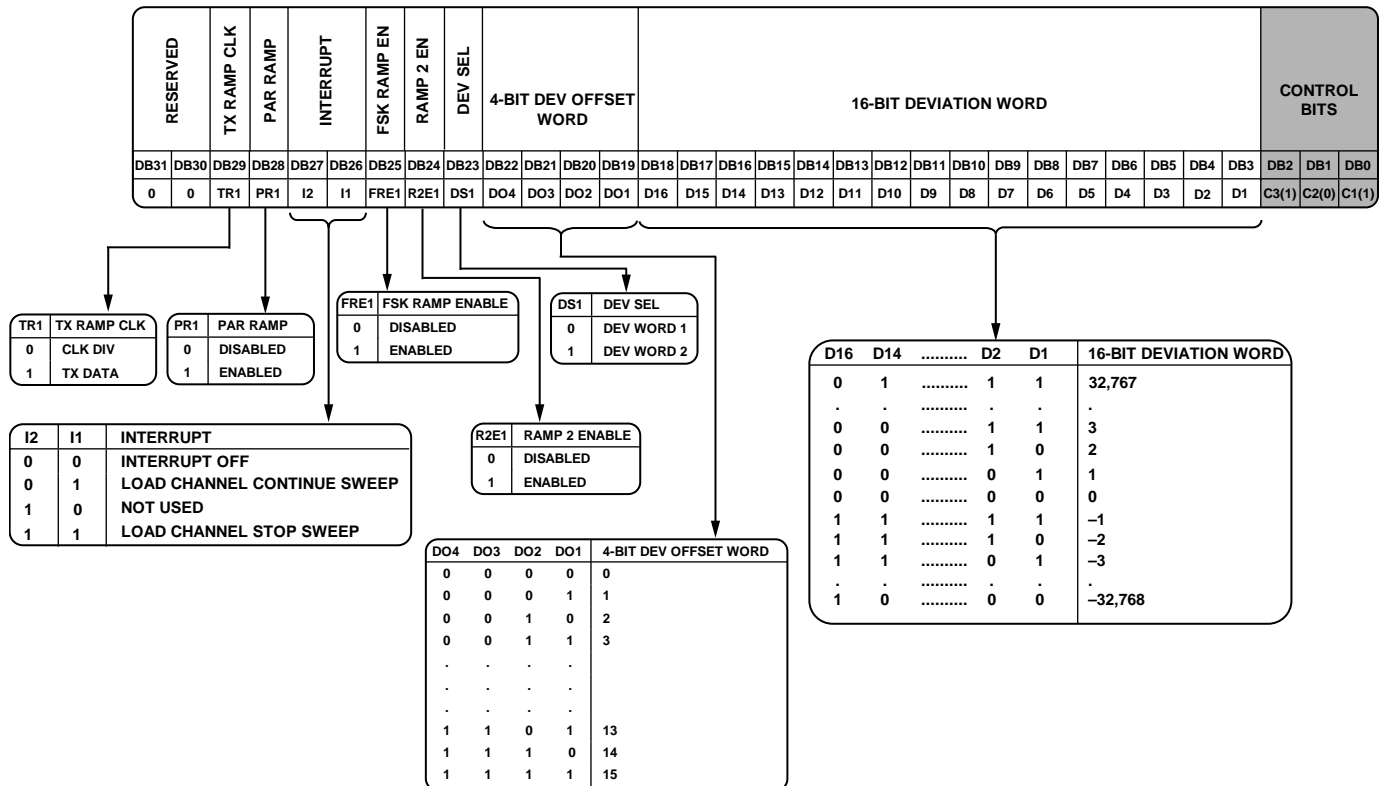 RESERVED
TX RAMP CLK
PAR RAMP
INTERRUPT
FSK RAMP EN
RAMP 2 EN
DEV SEL
4-BIT DEV OFFSET
WORD
16-BIT DEVIATION WORD
CONTROL
BITS
DB31 DB30 DB29 DB28 DB27 DB26 DB25 DB24 DB23 DB22 DB21 DB20 DB19 DB18 DB17 DB16 DB15 DB14 DB13 DB12 DB11 DB10 DB9 DB8 DB7 DB6 DB5 DB4 DB3 DB2 DB1 DB0
0 0 TR1 PR1 I2 I1 FRE1 R2E1 DS1 DO4 DO3 DO2 DO1 D16 D15 D14 D13 D12 D11 D10 D9 D8 D7 D6 D5 D4 D3 D2 D1 C3(1) C2(0) C1(1)
TR1 TX RAMP CLK
0 CLK DIV
1 TX DATA
PR1 PAR RAMP
0 DISABLED
1 ENABLED
FRE1 FSK RAMP ENABLE
0 DISABLED
1 ENABLED
DS1 DEV SEL
0 DEV WORD 1
1 DEV WORD 2
I2 I1 INTERRUPT
0 0 INTERRUPT OFF
0 1 LOAD CHANNEL CONTINUE SWEEP
1 0 NOT USED
1 1 LOAD CHANNEL STOP SWEEP
R2E1 RAMP 2 ENABLE
0 DISABLED
1 ENABLED
D16 D14 .......... D2 D1 16-BIT DEVIATION WORD
0 1 .......... 1 1 32,767
. . .......... . . .
0 0 .......... 1 1 3
0 0 .......... 1 0 2
0 0 .......... 0 1 1
0 0 .......... 0 0 0
1 1 .......... 1 1 –1
1 1 .......... 1 0 –2
1 1 .......... 0 1 –3
. . .......... . . .
1 0 .......... 0 0 –32,768
DO4 DO3 DO2 DO1 4-BIT DEV OFFSET WORD
0 0 0 0 0
0 0 0 1 1
0 0 1 0 2
0 0 1 1 3
. . . .
. . . .
. . . .
1 1 0 1 13
1 1 1 0 14
1 1 1 1 15